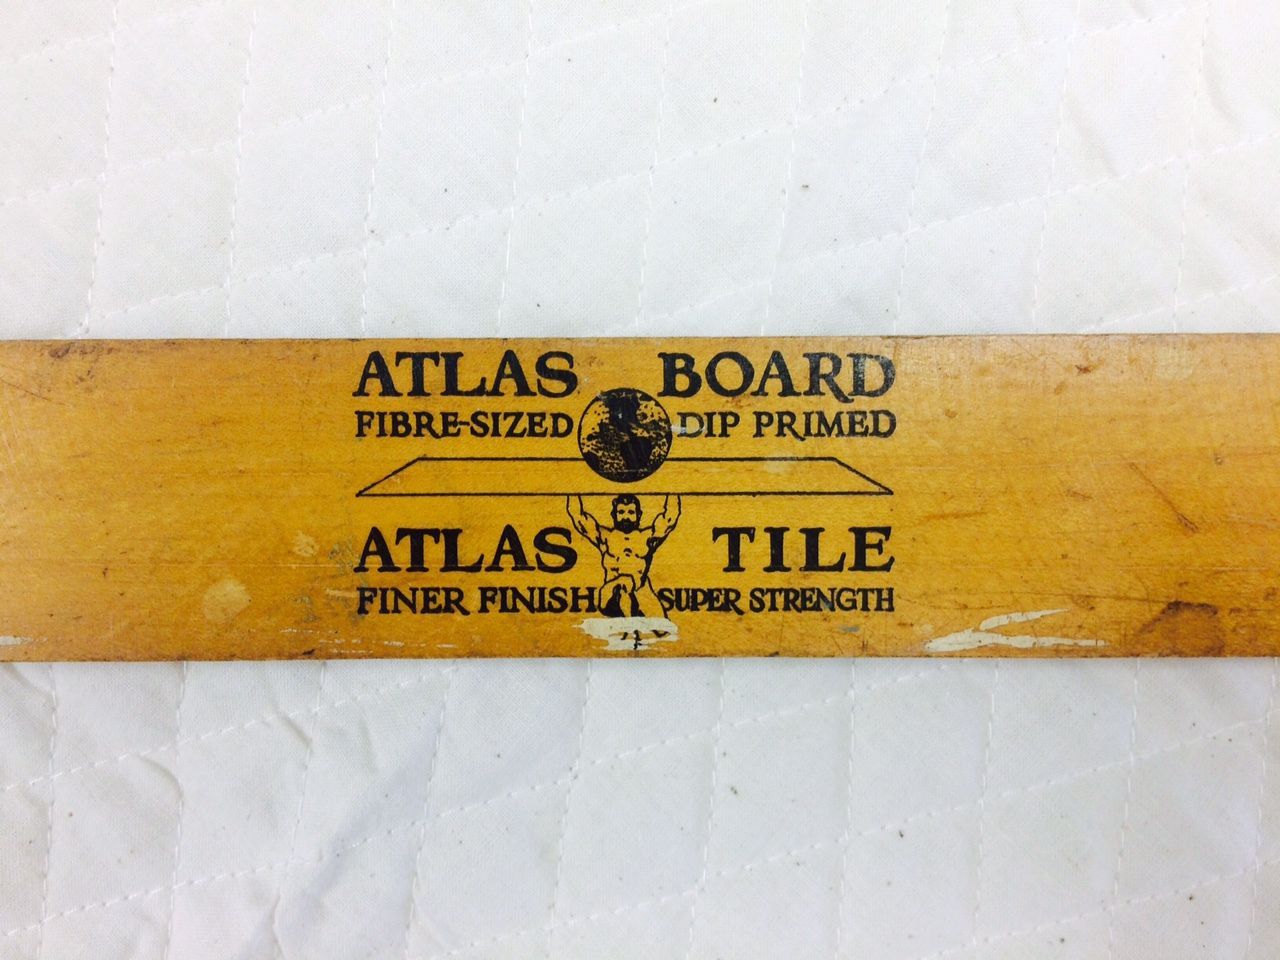 ATLAS BOARD
FIBRE-SIZED DIP PRIMED
ATLAS TILE
FINER FINISH SUPER STRENGTH